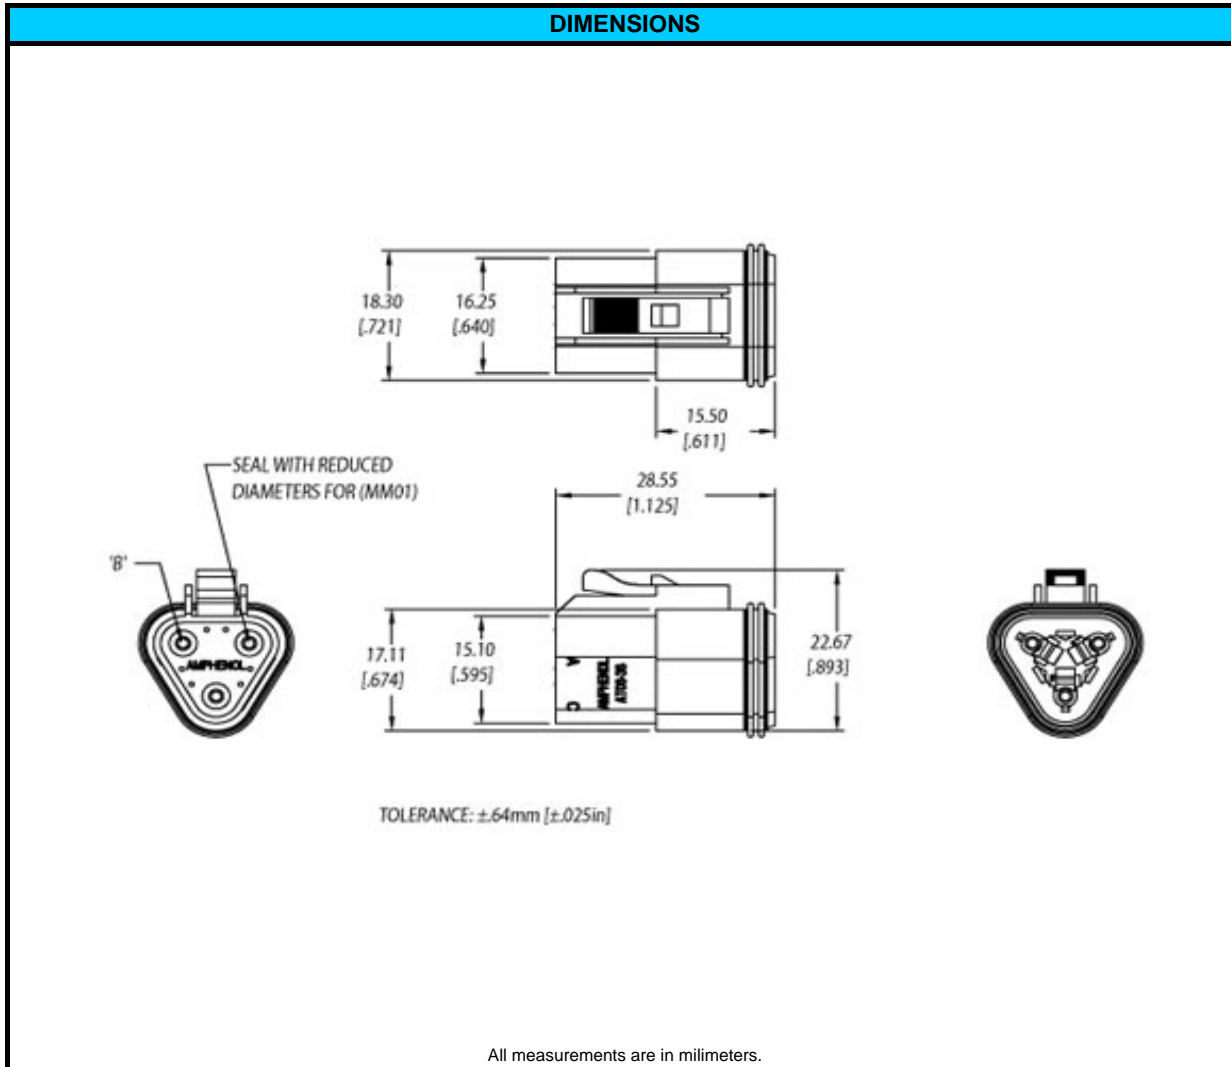 DIMENSIONS
18.30
[.721]
16.25
[.640]
15.50
[.611]
SEAL WITH REDUCED
DIAMETERS FOR (MM01)
28.55
[1.125]
'B'
AMPHENOL
17.11
[.674]
15.10
[.595]
A
C
AMPHENOL
22.67
[.893]
TOLERANCE: ±.64mm [±.025in]
All measurements are in milimeters.